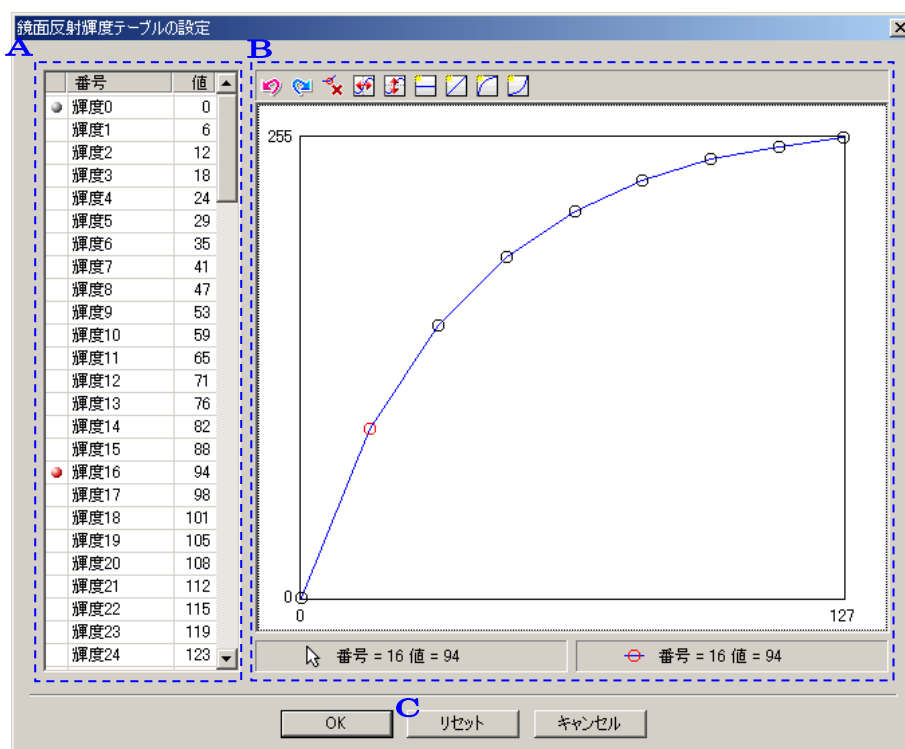 鏡面反射輝度テーブルの設定
A
B
番号 値
輝度0 0
輝度1 6
輝度2 12
輝度3 18
輝度4 24
輝度5 29
輝度6 35
輝度7 41
輝度8 47
輝度9 53
輝度10 59
輝度11 65
輝度12 71
輝度13 76
輝度14 82
輝度15 88
輝度16 94
輝度17 98
輝度18 101
輝度19 105
輝度20 108
輝度21 112
輝度22 115
輝度23 119
輝度24 123
255
0
0
127
番号 = 16 値 = 94
番号 = 16 値 = 94
C
OK
リセット
キャンセル